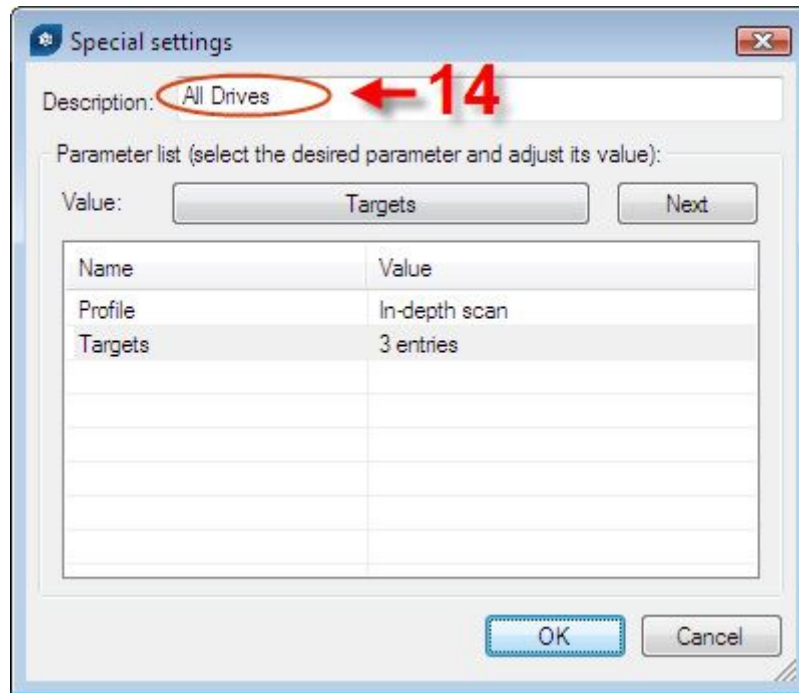 Special settings
Description: All Drives 14
Parameter list (select the desired parameter and adjust its value):
Value: Targets Next
Name Value
Profile In-depth scan
Targets 3 entries
OK Cancel